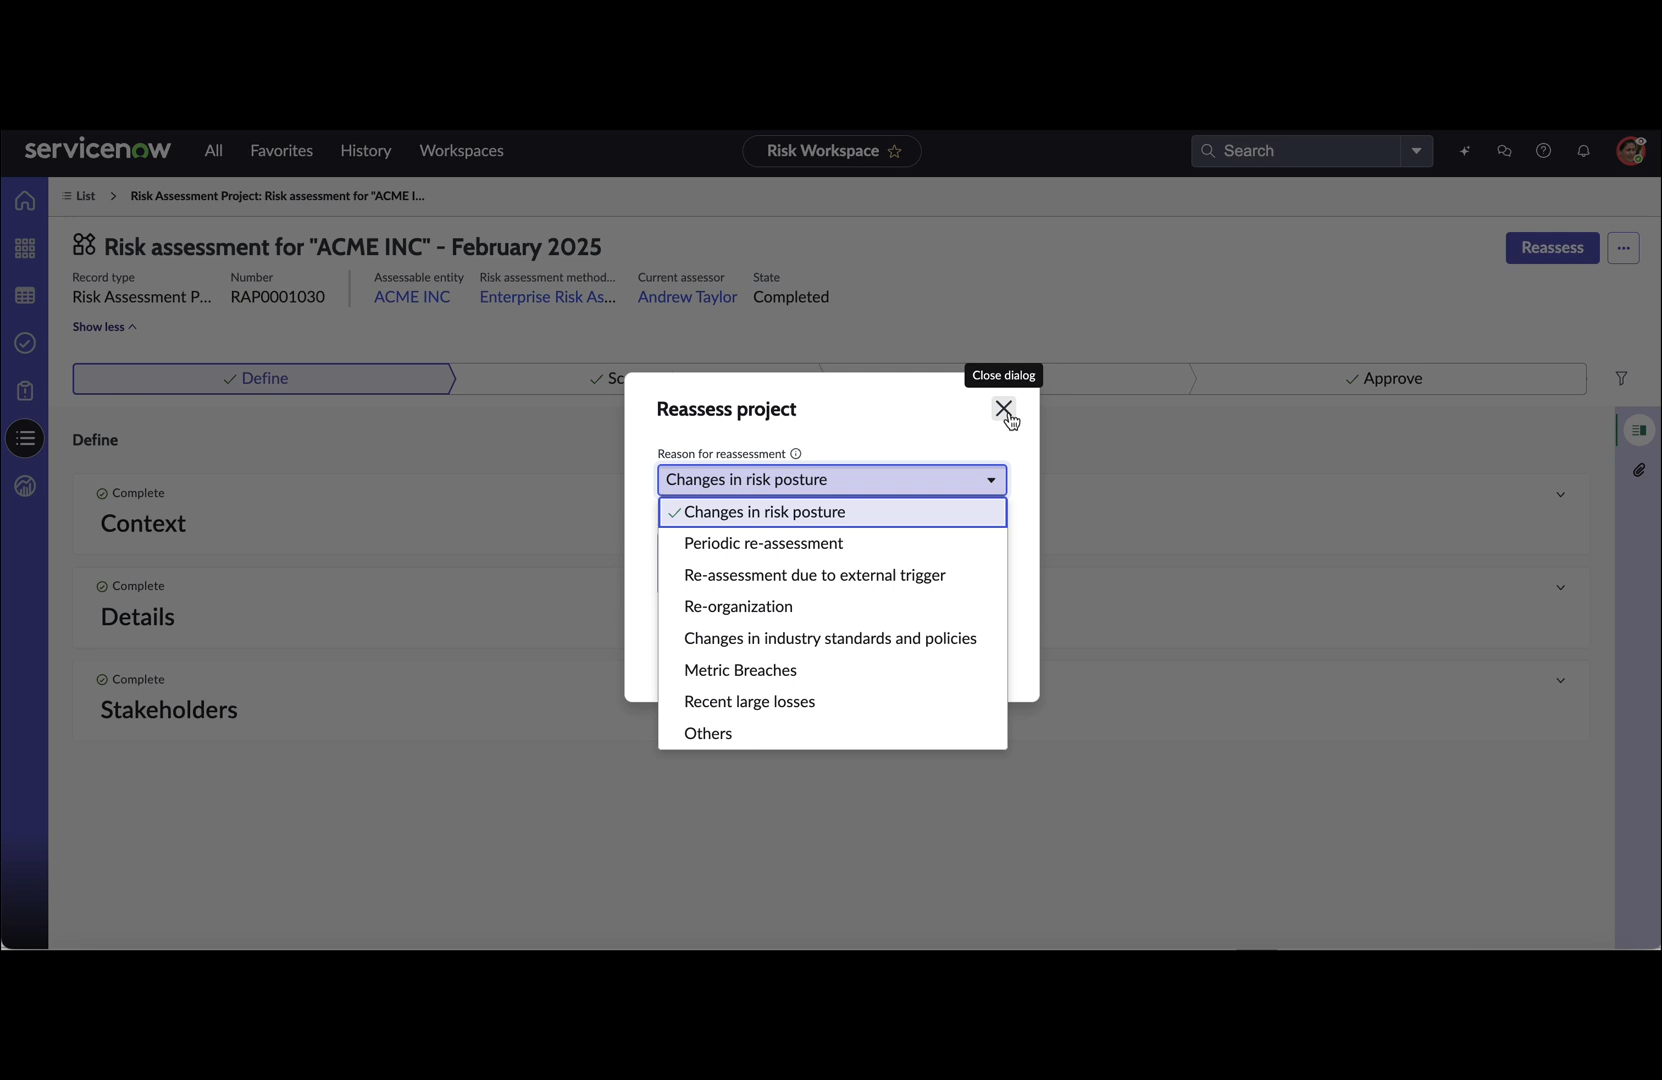 servicenow All Favorites History Workspaces Risk Workspace Search
List > Risk Assessment Project: Risk assessment for "ACME I...
Risk assessment for "ACME INC" - February 2025 Reassess ...
Record type Number Assessable entity Risk assessment method... Current assessor State
Risk Assessment P... RAP0001030 ACME INC Enterprise Risk As... Andrew Taylor Completed
Show less
Define Sc Approve
Close dialog
Reassess project
Define
Reason for reassessment
Changes in risk posture
Complete
Context
Changes in risk posture
Periodic re-assessment
Re-assessment due to external trigger
Complete
Details
Re-organization
Changes in industry standards and policies
Metric Breaches
Complete
Stakeholders
Recent large losses
Others